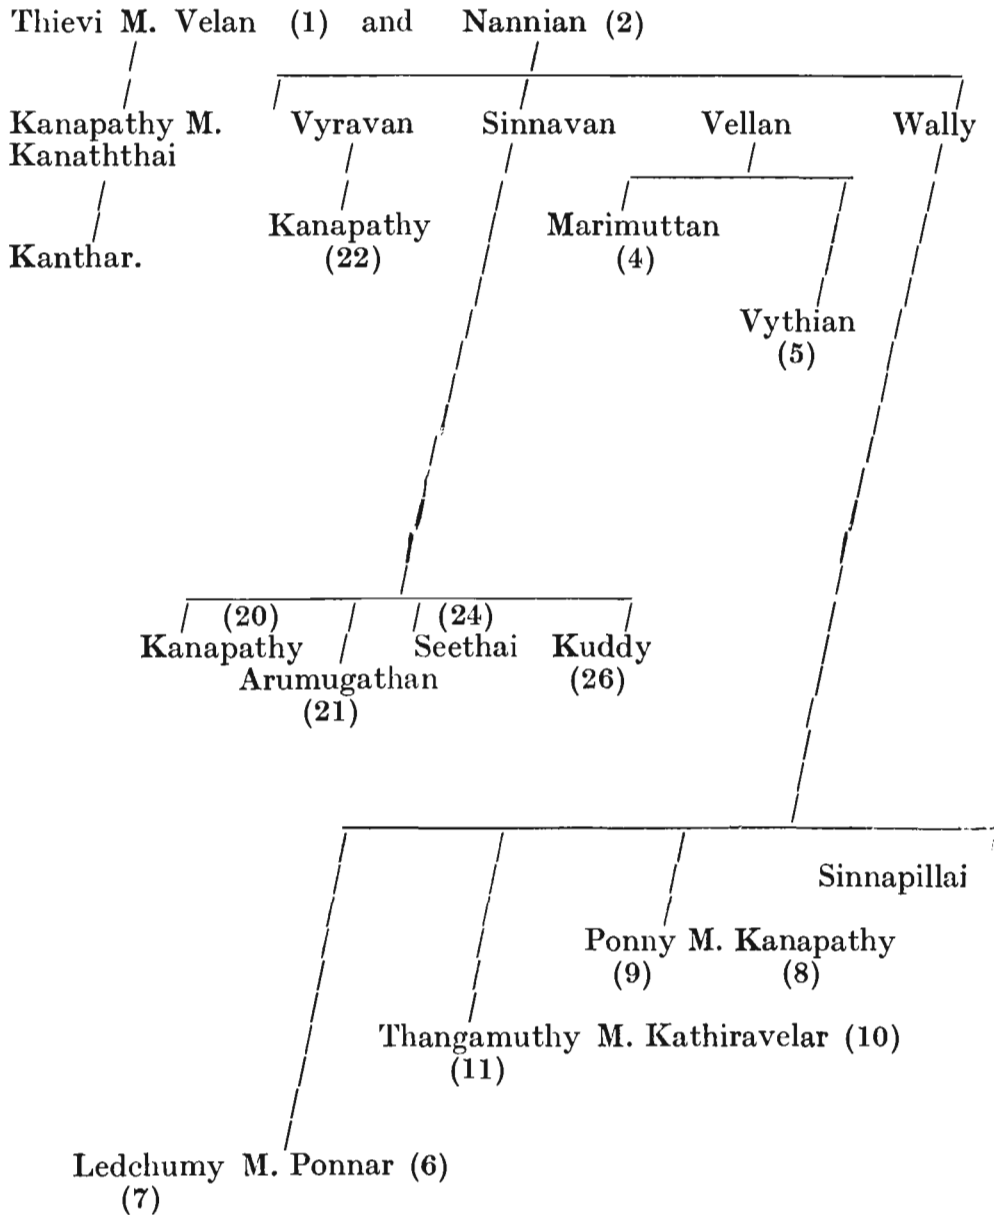 Thievi M. Velan (1) and Nannian (2)
Kanapathy M. Vyravan Sinnavan Vellan Wally
Kanaththai
Kanapathy Marimuttan
Kanthar. (22) (4)
Vythian
(5)
(20) (24)
Kanapathy Seethai Kuddy
Arumugathan (26)
(21)
Sinnapillai
Ponny M. Kanapathy
(9) (8)
Thangamuthy M. Kathiravelar (10)
(11)
Ledchumy M. Ponnar (6)
(7)